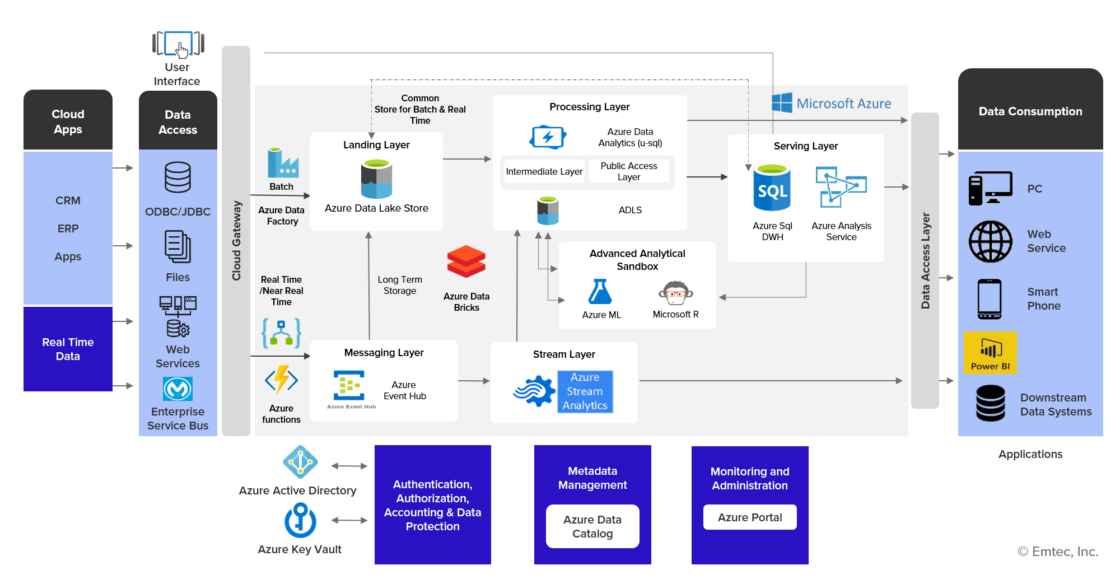 User
Interface
Cloud
Apps
CRM
ERP
Apps
Real Time
Data
Data
Access
ODBC/JDBC
Files
Web
Services
Enterprise
Service Bus
Cloud Gateway
Batch
Azure Data
Factory
Real Time
/Near Real
Time
Azure
functions
Common
Store for Batch & Real
Time
Landing Layer
Azure Data Lake Store
Long Term
Storage
Azure Data
Bricks
Messaging Layer
Azure Event Hub
Azure
Event Hub
Processing Layer
Azure Data
Analytics (u-sql)
Intermediate Layer
Public Access
Layer
ADLS
Advanced Analytical
Sandbox
Azure ML
Microsoft R
Stream Layer
Azure
Stream
Analytics
Microsoft Azure
Serving Layer
SQL
Azure Sql
DWH
Azure Analysis
Service
Data Access Layer
Data Consumption
PC
Web
Service
Smart
Phone
Power BI
Downstream
Data Systems
Applications
Azure Active Directory
Azure Key Vault
Authentication,
Authorization,
Accounting & Data
Protection
Metadata
Management
Azure Data
Catalog
Monitoring and
Administration
Azure Portal
© Emtec, Inc.